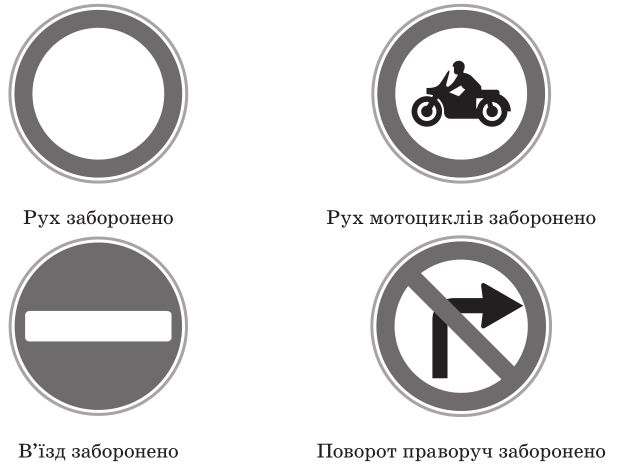 Рух заборонено
Рух мотоциклів заборонено
В’їзд заборонено
Поворот праворуч заборонено